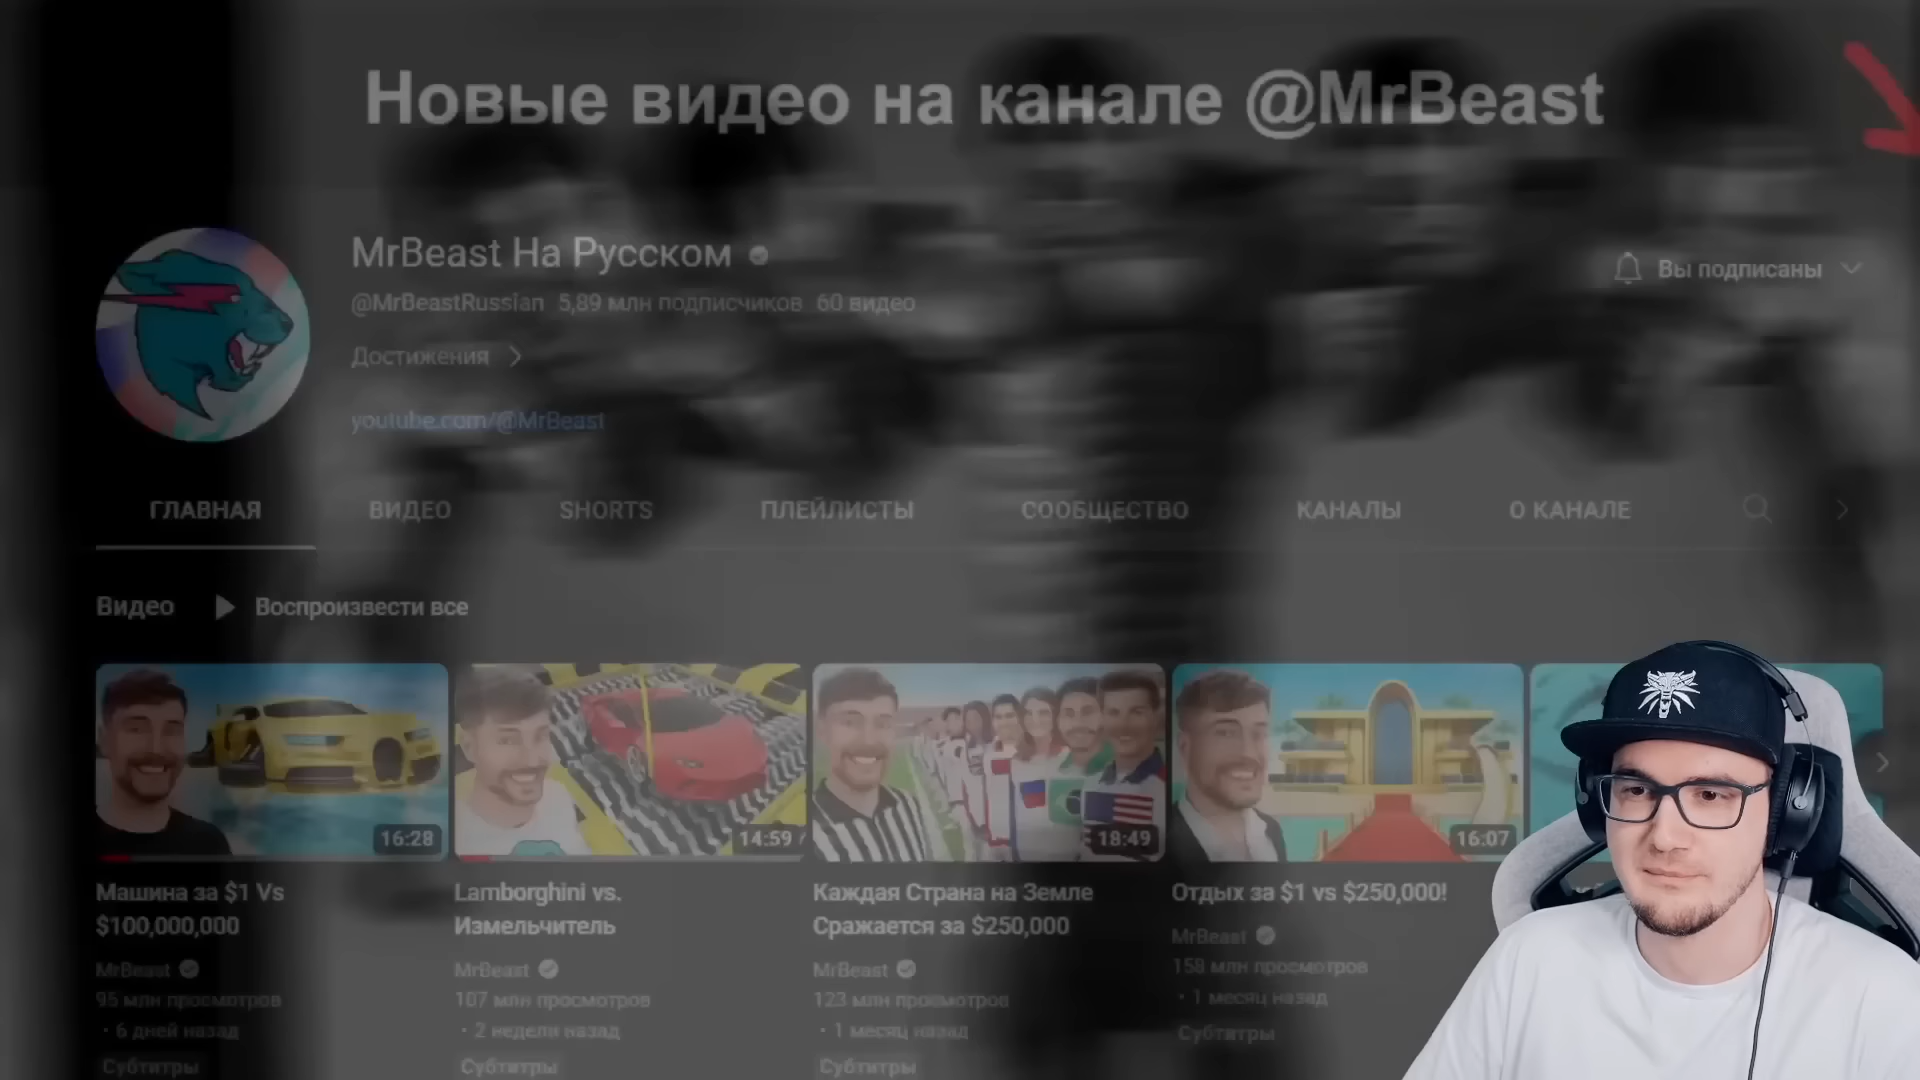 Новые видео на канале @MrBeast
MrBeast На Русском
@MrBeastRussian 5,89 млн подписчиков 60 видео
Вы подписаны
Достижения
youtube.com/@MrBeast
ГЛАВНАЯ ВИДЕО SHORTS ПЛЕЙЛИСТЫ СООБЩЕСТВО КАНАЛЫ О КАНАЛЕ
Видео Воспроизвести все
16:28 14:59 18:49 16:07
Машина за $1 Vs
$100,000,000
MrBeast
95 млн просмотров
• 6 дней назад
Субтитры
Lamborghini vs.
Измельчитель
MrBeast
107 млн просмотров
• 2 недели назад
Субтитры
Каждая Страна на Земле
Сражается за $250,000
MrBeast
123 млн просмотров
• 1 месяц назад
Субтитры
Отдых за $1 vs $250,000!
MrBeast
158 млн просмотров
• 1 месяц назад
Субтитры